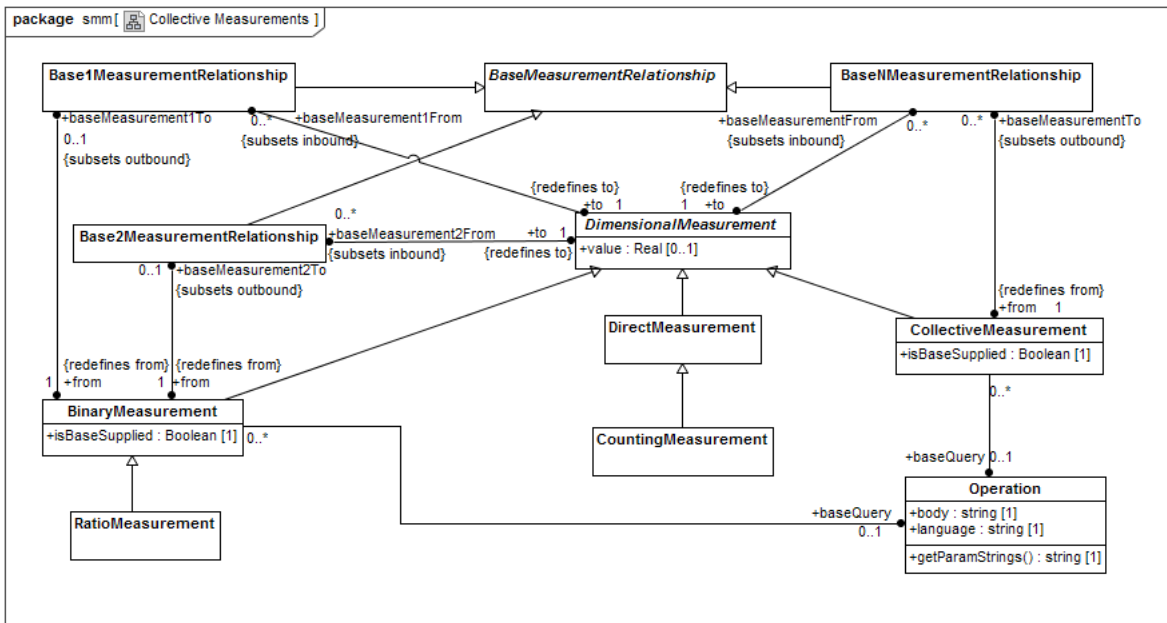 package smm[ Collective Measurements ]
Base1MeasurementRelationship
BaseMeasurementRelationship
BaseNMeasurementRelationship
+baseMeasurement1To
0..1
{subsets outbound}
0..*
+baseMeasurement1From
{subsets inbound}
+baseMeasurementFrom
{subsets inbound}
0..*
0..*
+baseMeasurementTo
{subsets outbound}
{redefines to}
+to 1
{redefines to}
1 +to
Base2MeasurementRelationship
0..*
+baseMeasurement2From
{subsets inbound}
+to 1
{redefines to}
DimensionalMeasurement
+value : Real [0..1]
0..1
+baseMeasurement2To
{subsets outbound}
DirectMeasurement
{redefines from}
+from 1
CollectiveMeasurement
+isBaseSupplied : Boolean [1]
{redefines from}
1 +from
{redefines from}
1 +from
BinaryMeasurement
+isBaseSupplied : Boolean [1]
0..*
CountingMeasurement
0..*
+baseQuery 0..1
RatioMeasurement
+baseQuery
0..1
Operation
+body : string [1]
+language : string [1]
+getParamStrings() : string [1]